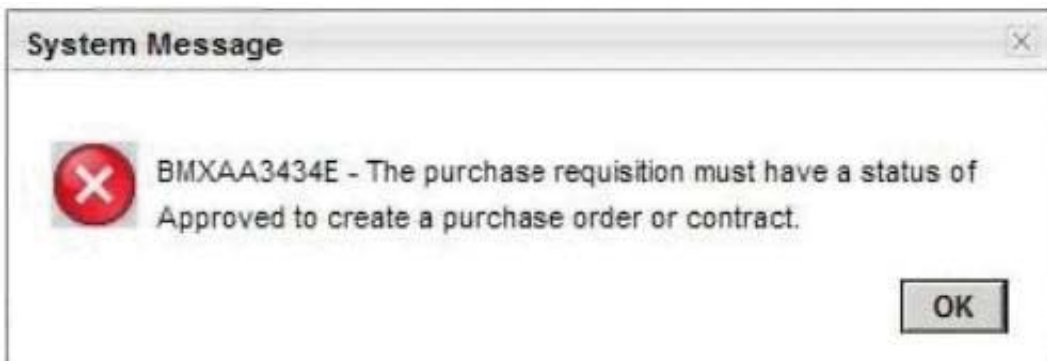 System Message
BMXAA3434E - The purchase requisition must have a status of
Approved to create a purchase order or contract.
OK